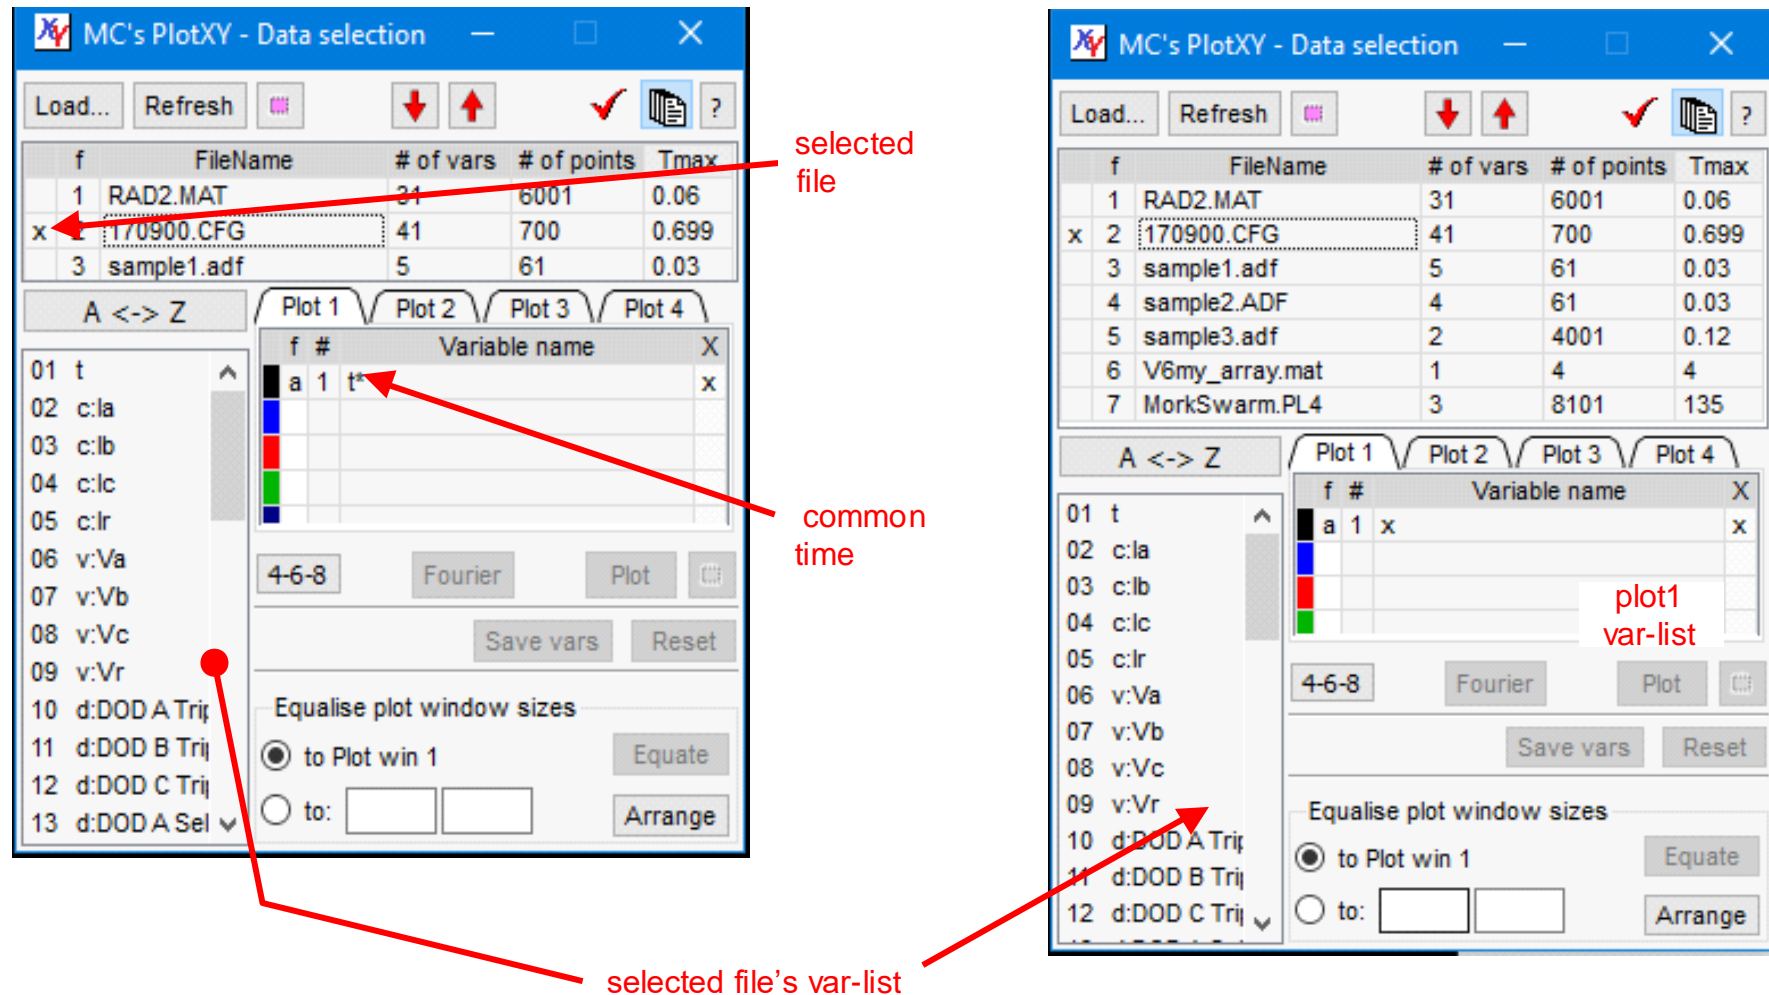 MC's PlotXY - Data selection
Load... Refresh ?
f FileName # of vars # of points Tmax
1 RAD2.MAT 31 6001 0.06
x 2 170900.CFG 41 700 0.699
3 sample1.adf 5 61 0.03
A <-> Z
Plot 1 Plot 2 Plot 3 Plot 4
f # Variable name X
a 1 t* x
01 t
02 c:Ia
03 c:Ib
04 c:Ic
05 c:Ir
06 v:Va
07 v:Vb
08 v:Vc
09 v:Vr
10 d:DOD A Trip
11 d:DOD B Trip
12 d:DOD C Trip
13 d:DOD A Sel
4-6-8 Fourier Plot
Save vars Reset
Equalise plot window sizes
to Plot win 1 Equate
to: Arrange
selected
file
common
time
selected file's var-list
MC's PlotXY - Data selection
Load... Refresh ?
f FileName # of vars # of points Tmax
1 RAD2.MAT 31 6001 0.06
x 2 170900.CFG 41 700 0.699
3 sample1.adf 5 61 0.03
4 sample2.ADF 4 61 0.03
5 sample3.adf 2 4001 0.12
6 V6my_array.mat 1 4 4
7 MorkSwarm.PL4 3 8101 135
A <-> Z
Plot 1 Plot 2 Plot 3 Plot 4
f # Variable name X
a 1 x x
plot1
var-list
01 t
02 c:Ia
03 c:Ib
04 c:Ic
05 c:Ir
06 v:Va
07 v:Vb
08 v:Vc
09 v:Vr
10 d:DOD A Trip
11 d:DOD B Trip
12 d:DOD C Trip
4-6-8 Fourier Plot
Save vars Reset
Equalise plot window sizes
to Plot win 1 Equate
to: Arrange